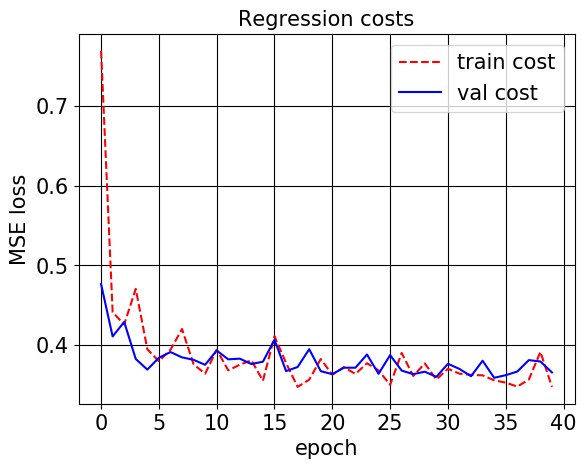 Regression costs
train cost
val cost
MSE loss
0.7
0.6
0.5
0.4
0 5 10 15 20 25 30 35 40
epoch